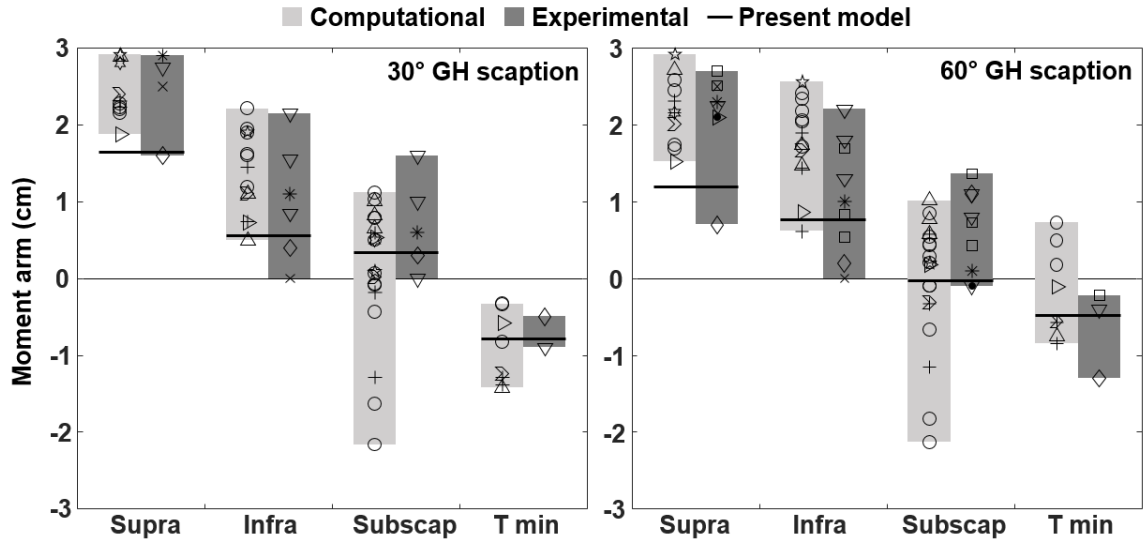 Computational Experimental Present model
30° GH scaption
60° GH scaption
Moment arm (cm)
3
2
1
0
-1
-2
-3
3
2
1
0
-1
-2
-3
Supra Infra Subscap T min
Supra Infra Subscap T min